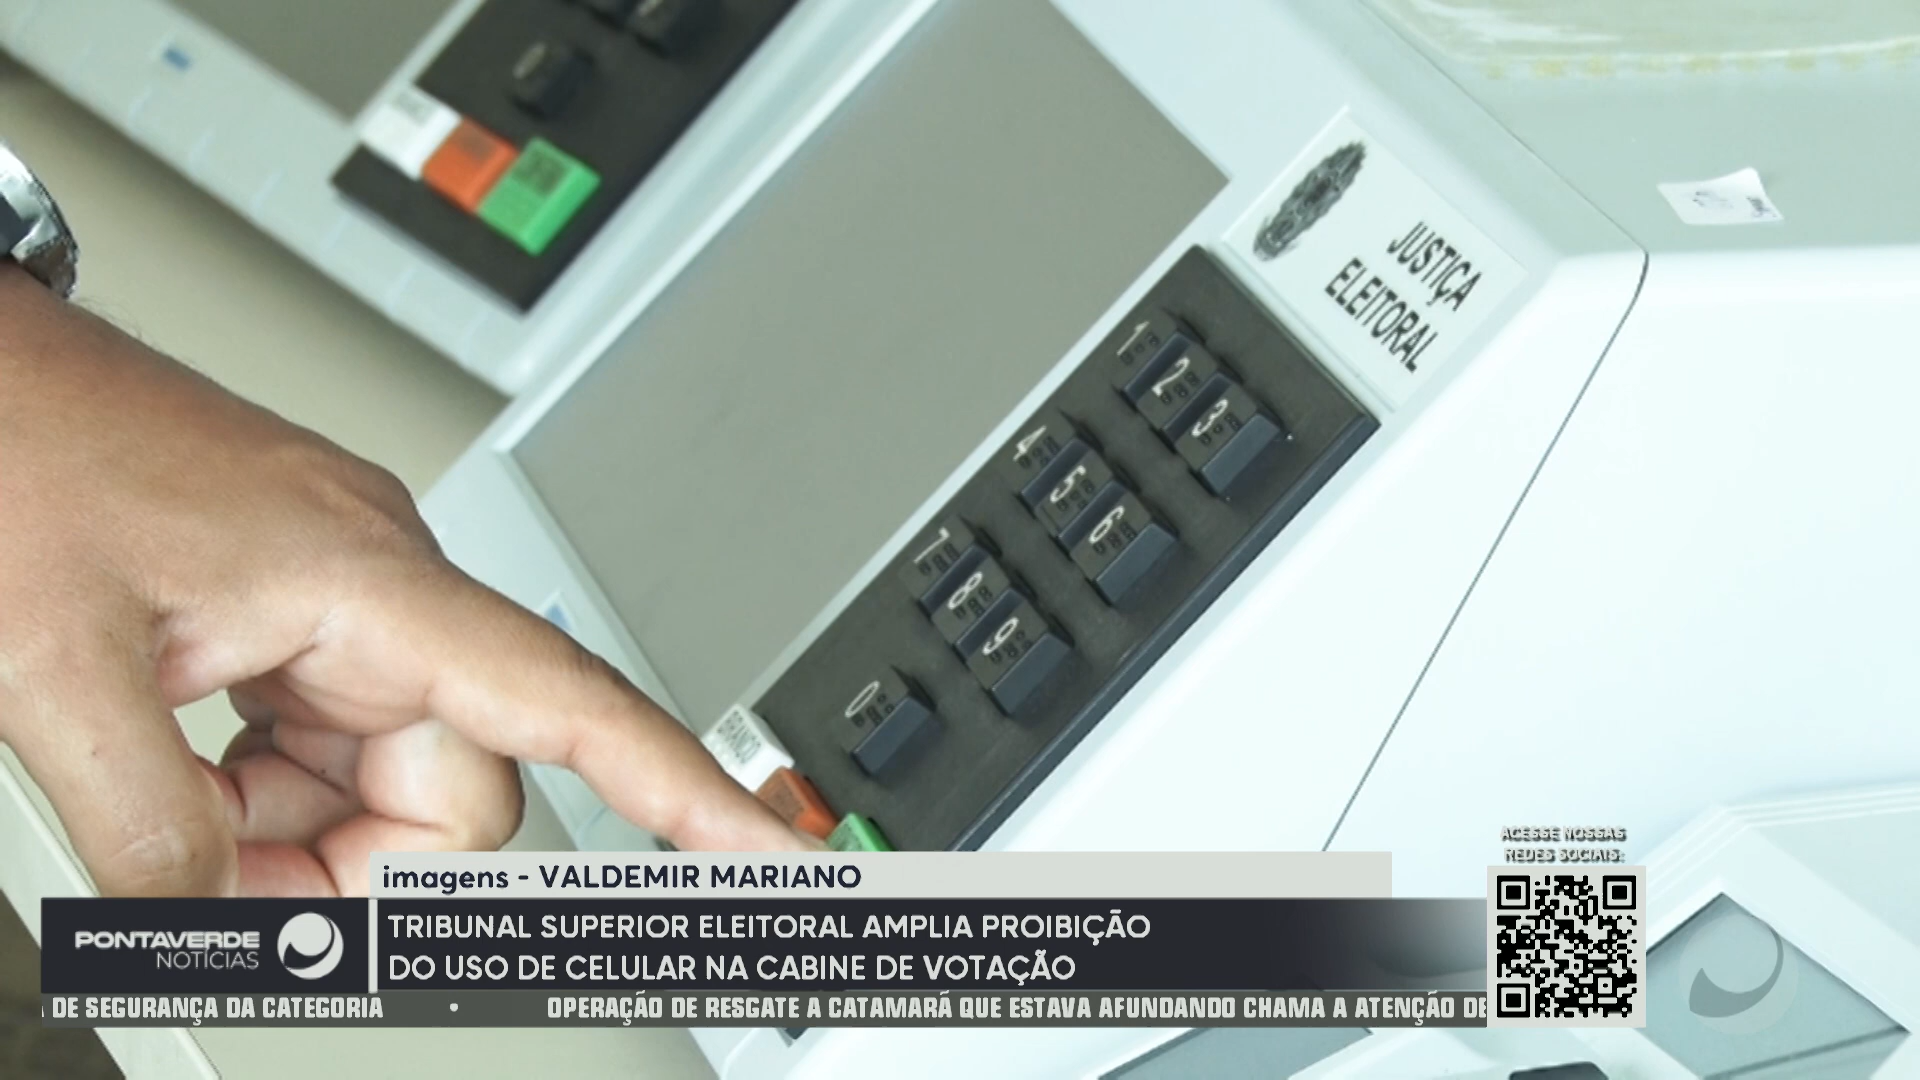 JUSTIÇA
ELEITORAL
1
2
3
4
5
6
7
8
9
0
BRANCO
ACESSE NOSSAS
REDES SOCIAIS:
imagens - VALDEMIR MARIANO
PONTAVERDE
NOTÍCIAS
TRIBUNAL SUPERIOR ELEITORAL AMPLIA PROIBIÇÃO
DO USO DE CELULAR NA CABINE DE VOTAÇÃO
DE SEGURANÇA DA CATEGORIA • OPERAÇÃO DE RESGATE A CATAMARÃ QUE ESTAVA AFUNDANDO CHAMA A ATENÇÃO DE